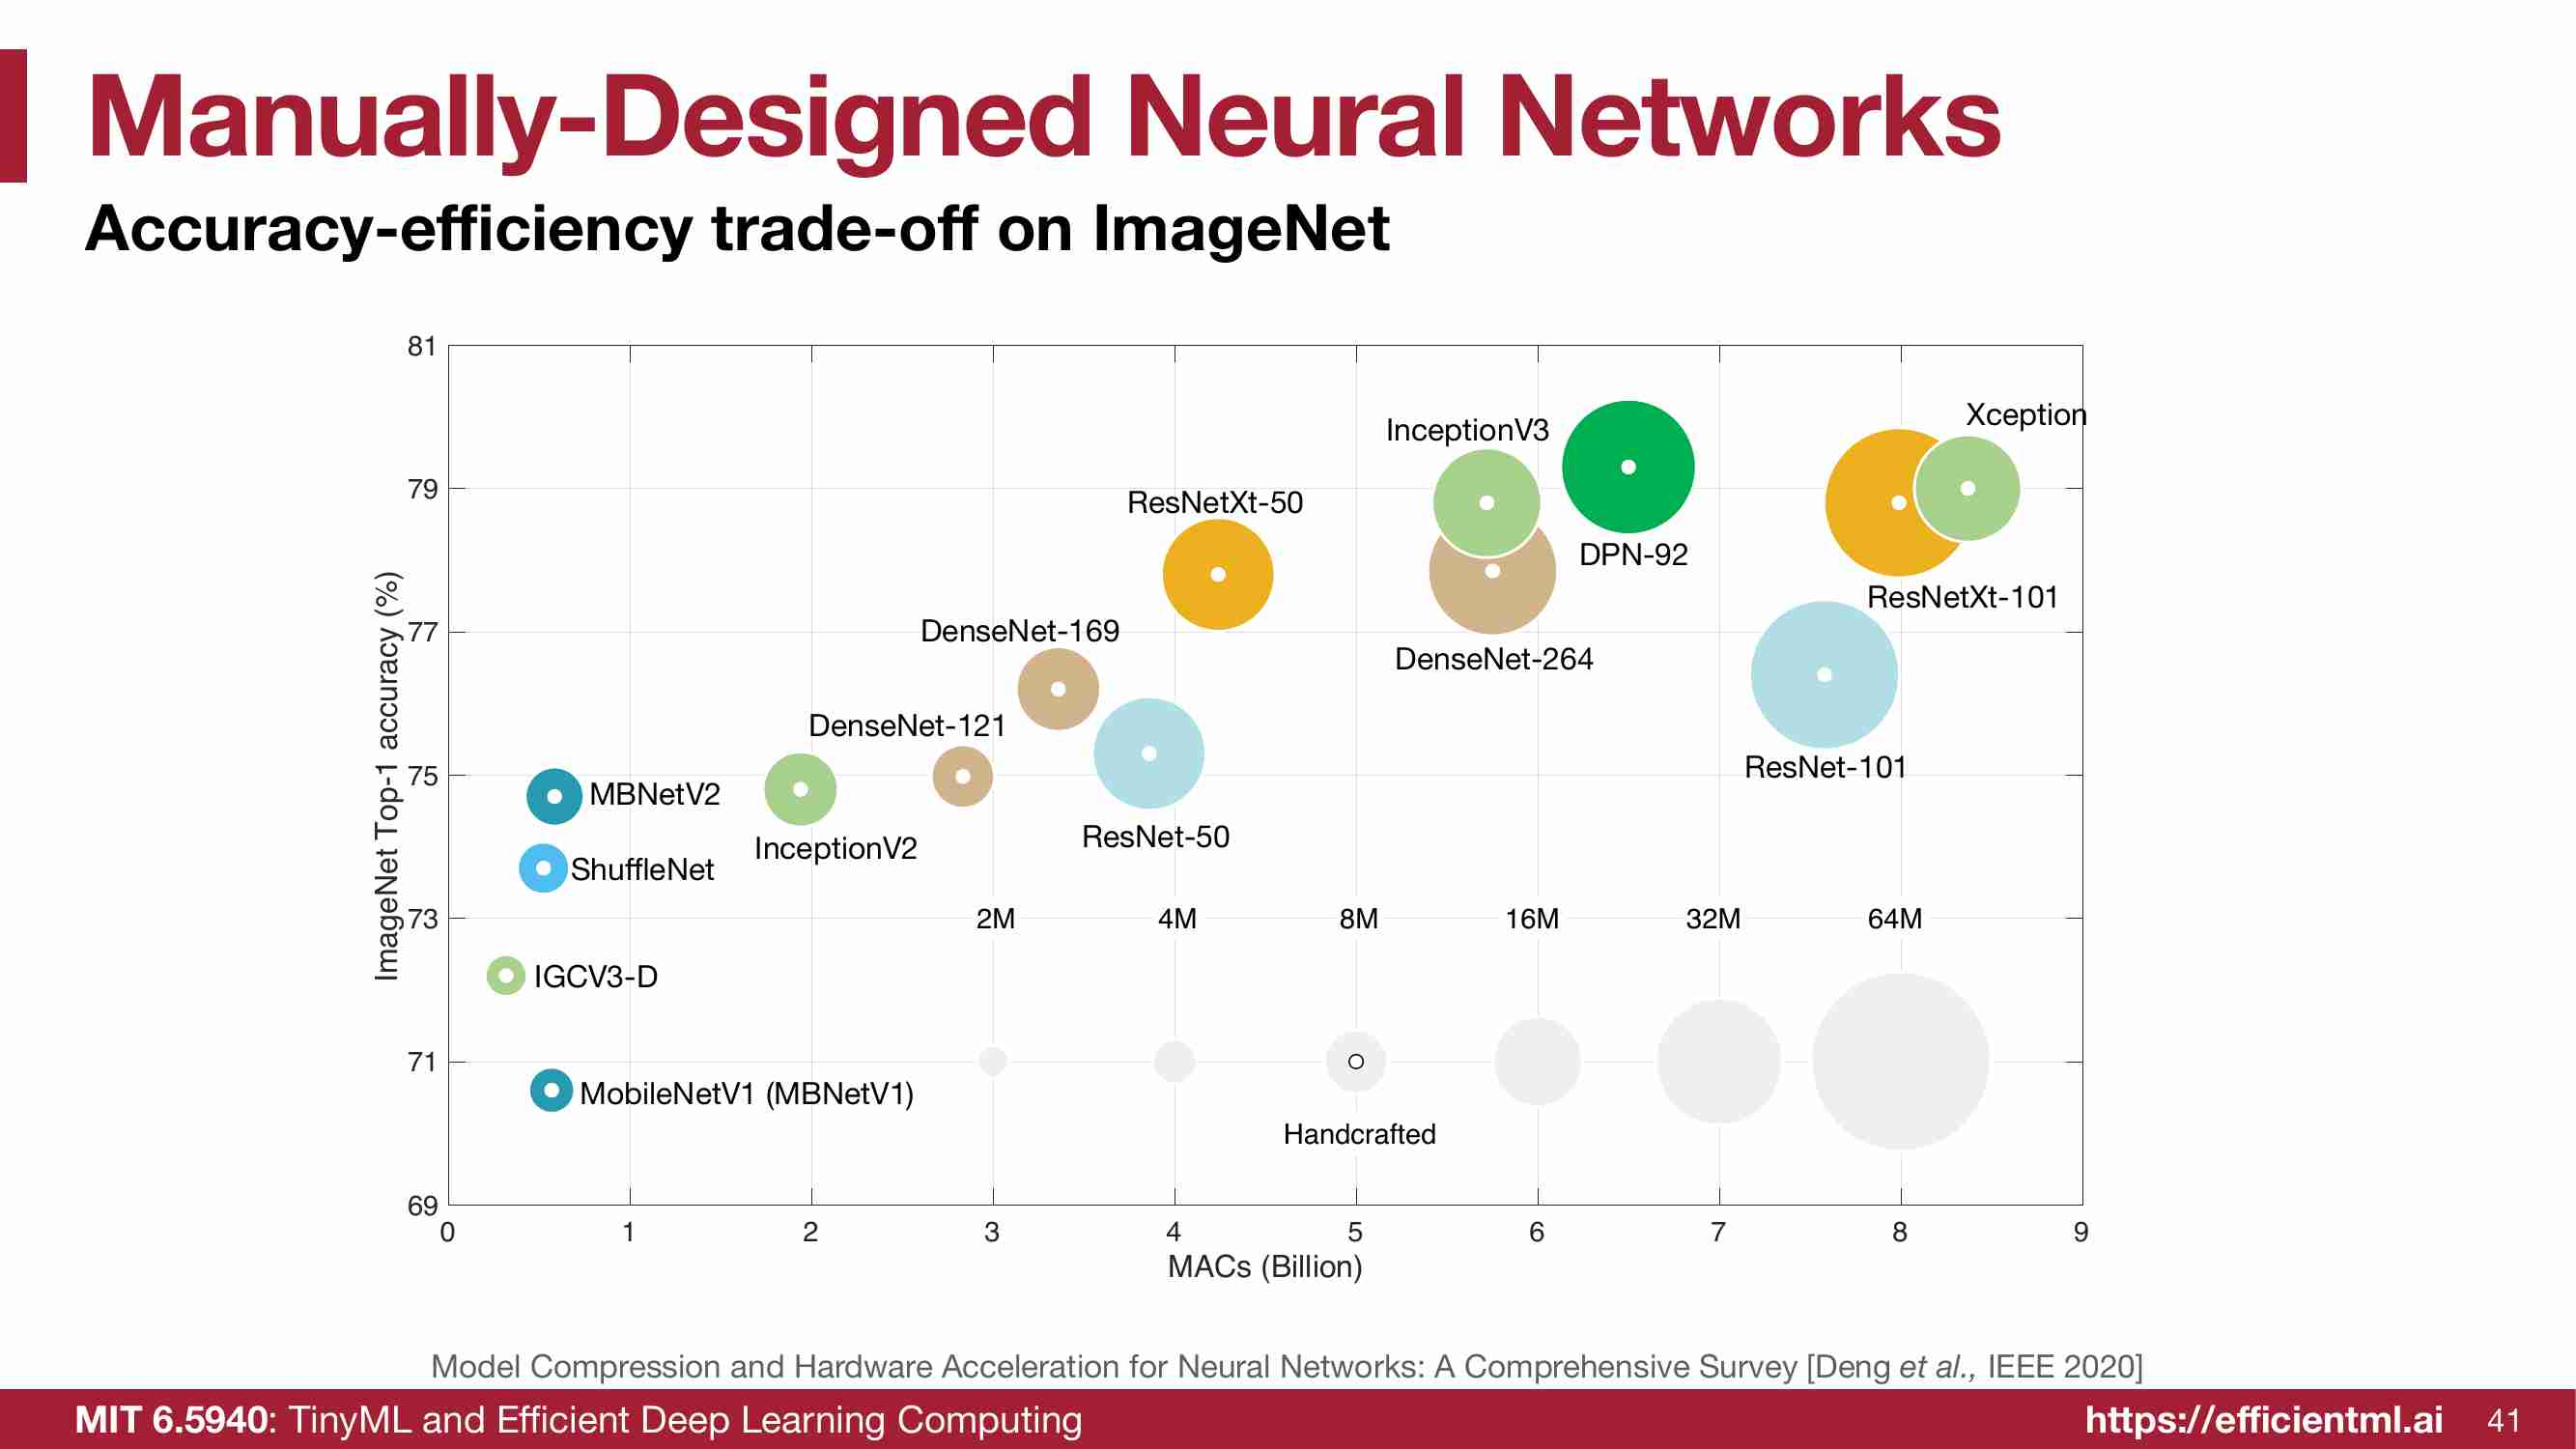 Manually-Designed Neural Networks
Accuracy-efficiency trade-off on ImageNet
81
79
77
75
73
71
69
ImageNet Top-1 accuracy (%)
Xception
InceptionV3
ResNetXt-50
DPN-92
ResNetXt-101
DenseNet-169
DenseNet-264
DenseNet-121
ResNet-101
MBNetV2
InceptionV2
ResNet-50
ShuffleNet
2M 4M 8M 16M 32M 64M
IGCV3-D
MobileNetV1 (MBNetV1)
Handcrafted
0 1 2 3 4 5 6 7 8 9
MACs (Billion)
Model Compression and Hardware Acceleration for Neural Networks: A Comprehensive Survey [Deng et al., IEEE 2020]
MIT 6.5940: TinyML and Efficient Deep Learning Computing
https://efficientml.ai 41